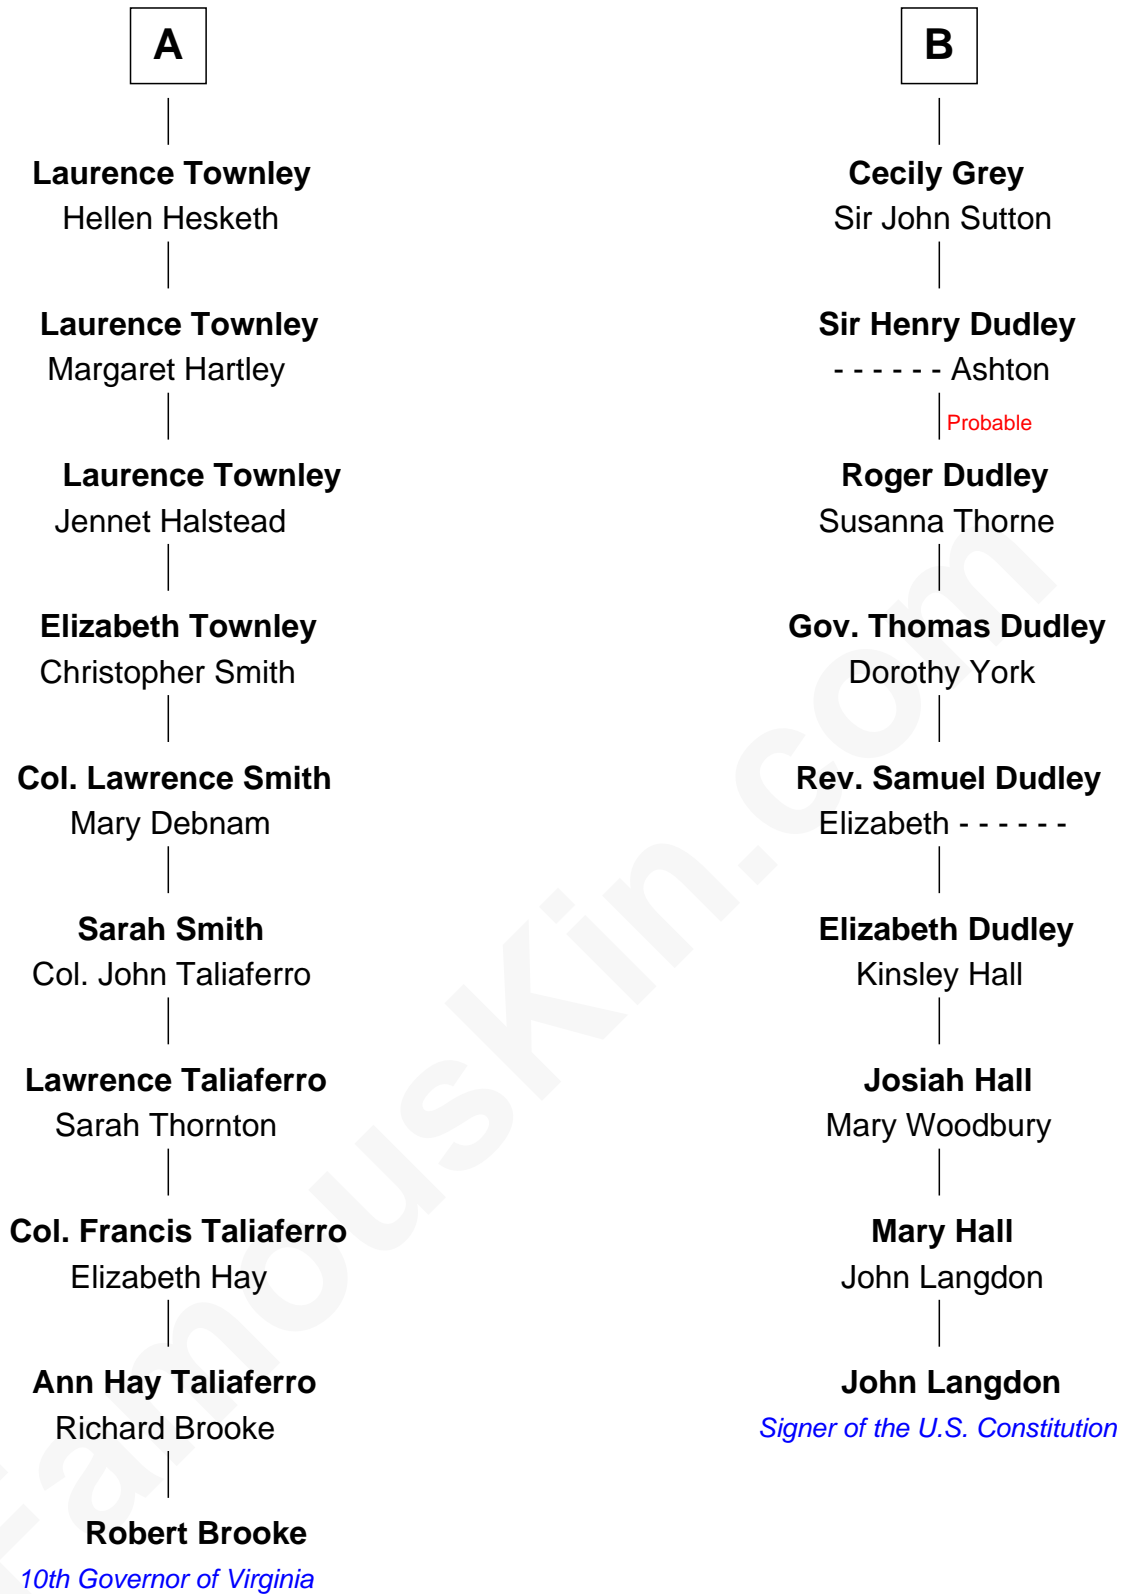 A
Laurence Townley
Hellen Hesketh
Laurence Townley
Margaret Hartley
Laurence Townley
Jennet Halstead
Elizabeth Townley
Christopher Smith
Col. Lawrence Smith
Mary Debnam
Sarah Smith
Col. John Taliaferro
Lawrence Taliaferro
Sarah Thornton
Col. Francis Taliaferro
Elizabeth Hay
Ann Hay Taliaferro
Richard Brooke
Robert Brooke
10th Governor of Virginia
B
Cecily Grey
Sir John Sutton
Sir Henry Dudley
- - - - - - Ashton
Probable
Roger Dudley
Susanna Thorne
Gov. Thomas Dudley
Dorothy York
Rev. Samuel Dudley
Elizabeth - - - - - -
Elizabeth Dudley
Kinsley Hall
Josiah Hall
Mary Woodbury
Mary Hall
John Langdon
John Langdon
Signer of the U.S. Constitution
FamousKin.com